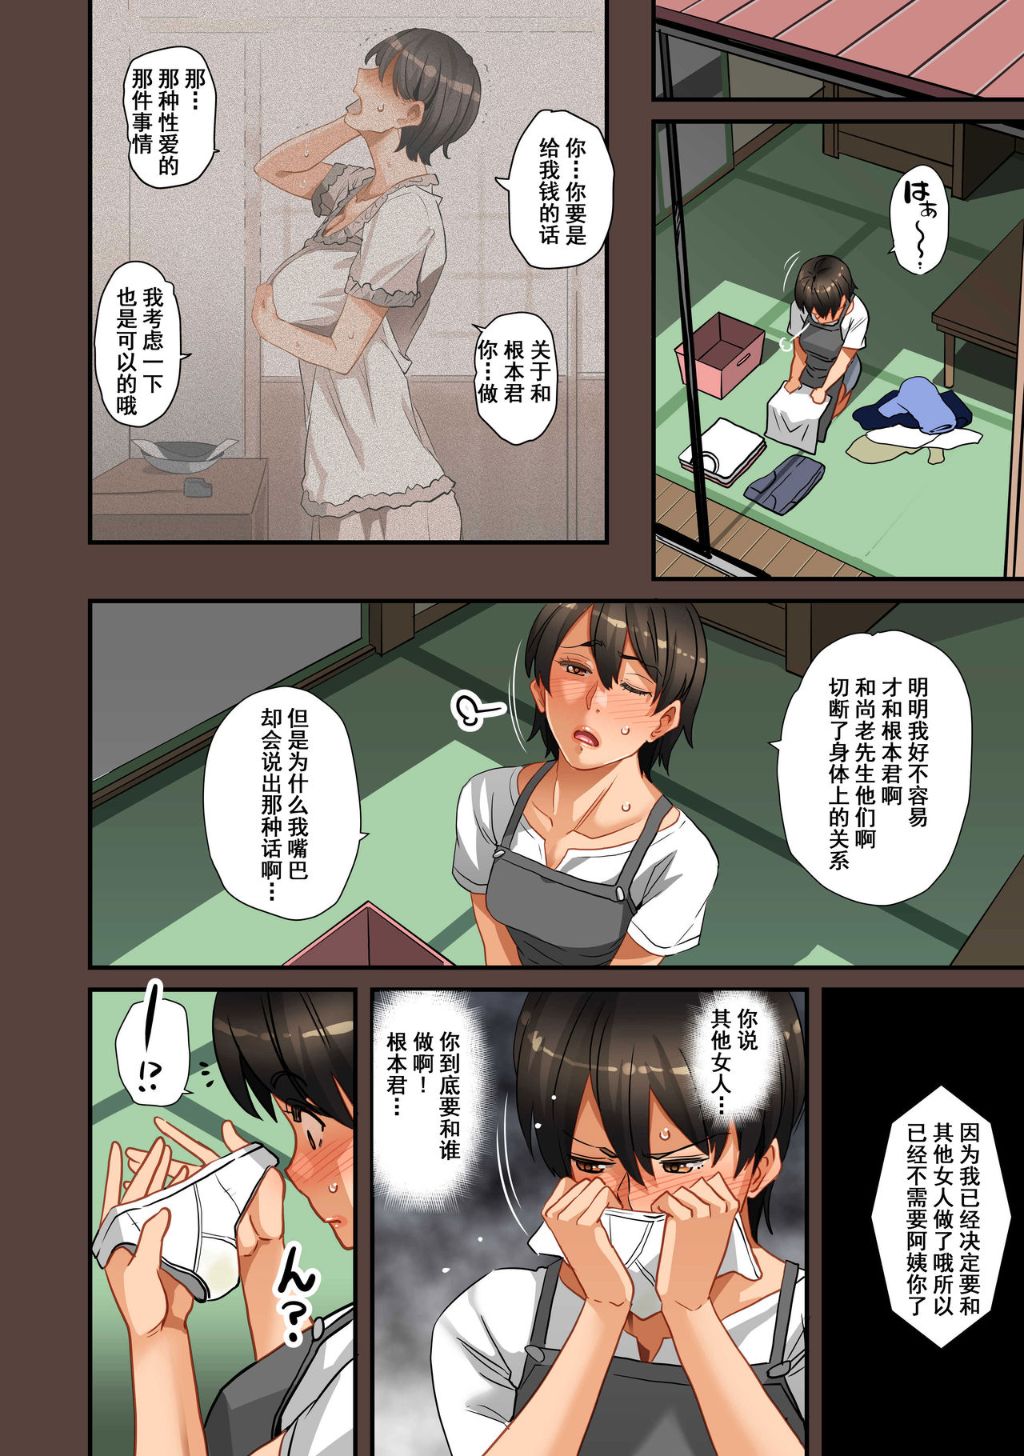 はぁ～…
你…你要是
给我钱的话
关于和
根本君
你…做
那…
那种性爱的
那件事情
我考虑一下
也是可以的哦
明明我好不容易
才和根本君啊
和尚老先生他们啊
切断了身体上的关系
但是为什么我嘴巴
却会说出那种话啊…
因为我已经决定要和
其他女人做了哦所以
已经不需要阿姨你了
你说
其他女人…
你到底要和谁
做啊！
根本君…
！
!?
ん?